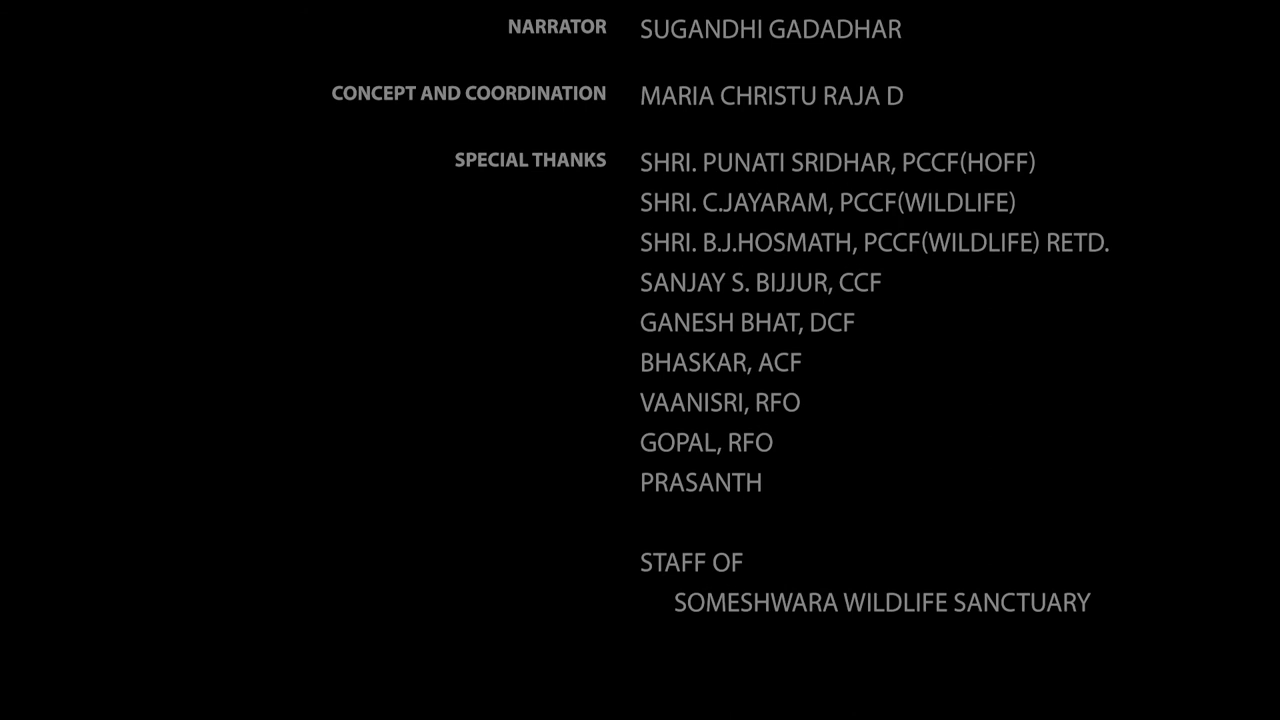 NARRATOR SUGANDHI GADADHAR
CONCEPT AND COORDINATION MARIA CHRISTU RAJA D
SPECIAL THANKS SHRI. PUNATI SRIDHAR, PCCF(HOFF)
SHRI. C.JAYARAM, PCCF(WILDLIFE)
SHRI. B.J.HOSMATH, PCCF(WILDLIFE) RETD.
SANJAY S. BIJJUR, CCF
GANESH BHAT, DCF
BHASKAR, ACF
VAANISRI, RFO
GOPAL, RFO
PRASANTH
STAFF OF
SOMESHWARA WILDLIFE SANCTUARY